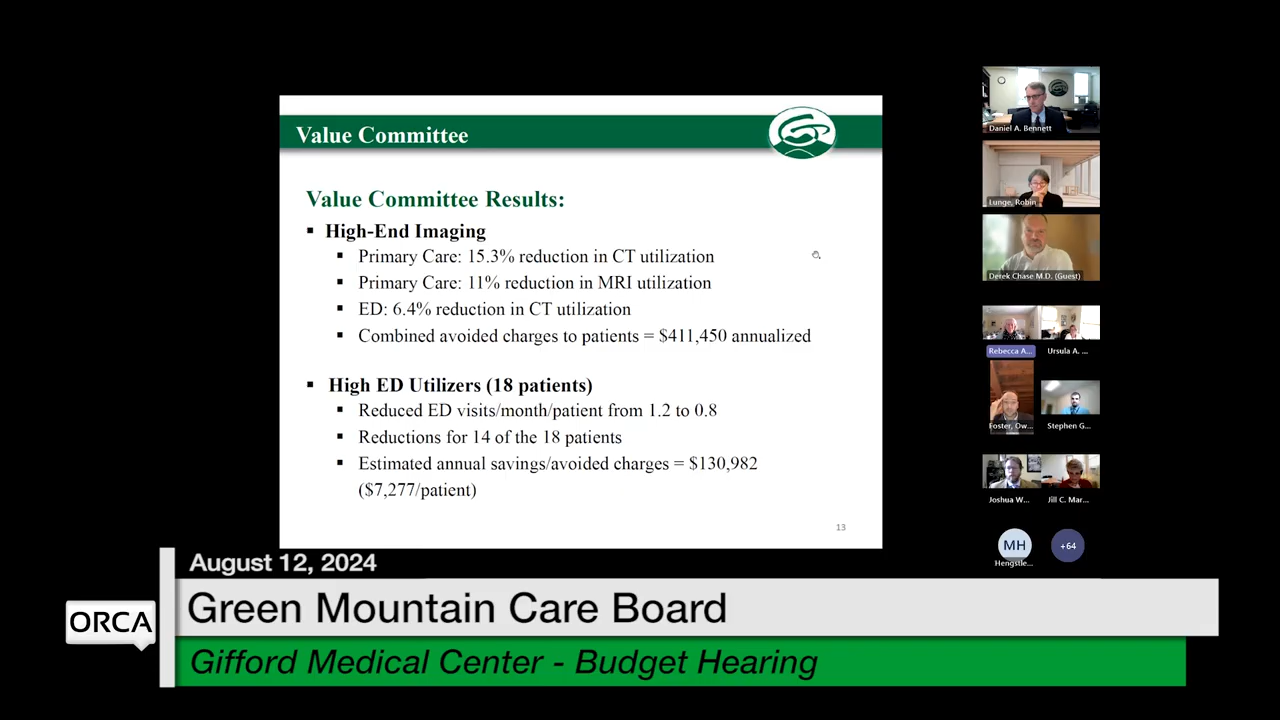 Value Committee
Value Committee Results:
▪ High-End Imaging
▪ Primary Care: 15.3% reduction in CT utilization
▪ Primary Care: 11% reduction in MRI utilization
▪ ED: 6.4% reduction in CT utilization
▪ Combined avoided charges to patients = $411,450 annualized
▪ High ED Utilizers (18 patients)
▪ Reduced ED visits/month/patient from 1.2 to 0.8
▪ Reductions for 14 of the 18 patients
▪ Estimated annual savings/avoided charges = $130,982
($7,277/patient)
13
Daniel A. Bennett
Lunge, Robin
Derek Chase M.D. (Guest)
Rebecca A...
Ursula A. ...
Foster, Ow...
Stephen G...
Joshua W...
Jill C. Mar...
MH
+64
Hengstle...
August 12, 2024
ORCA
Green Mountain Care Board
Gifford Medical Center - Budget Hearing